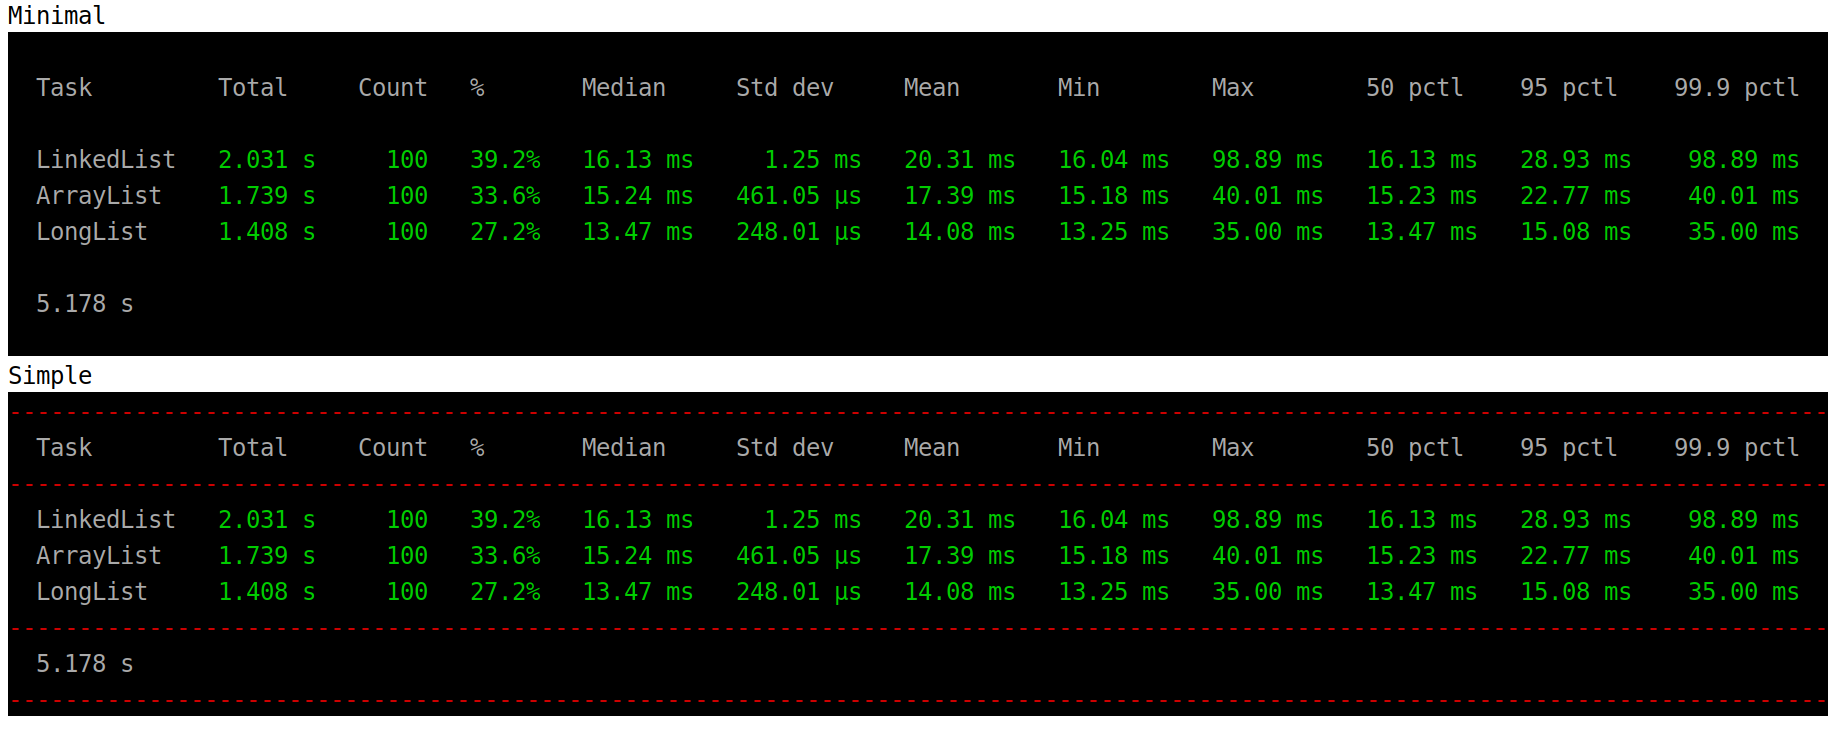 Minimal
Task Total Count % Median Std dev Mean Min Max 50 pctl 95 pctl 99.9 pctl
LinkedList 2.031 s 100 39.2% 16.13 ms 1.25 ms 20.31 ms 16.04 ms 98.89 ms 16.13 ms 28.93 ms 98.89 ms
ArrayList 1.739 s 100 33.6% 15.24 ms 461.05 µs 17.39 ms 15.18 ms 40.01 ms 15.23 ms 22.77 ms 40.01 ms
LongList 1.408 s 100 27.2% 13.47 ms 248.01 µs 14.08 ms 13.25 ms 35.00 ms 13.47 ms 15.08 ms 35.00 ms
5.178 s
Simple
Task Total Count % Median Std dev Mean Min Max 50 pctl 95 pctl 99.9 pctl
LinkedList 2.031 s 100 39.2% 16.13 ms 1.25 ms 20.31 ms 16.04 ms 98.89 ms 16.13 ms 28.93 ms 98.89 ms
ArrayList 1.739 s 100 33.6% 15.24 ms 461.05 µs 17.39 ms 15.18 ms 40.01 ms 15.23 ms 22.77 ms 40.01 ms
LongList 1.408 s 100 27.2% 13.47 ms 248.01 µs 14.08 ms 13.25 ms 35.00 ms 13.47 ms 15.08 ms 35.00 ms
5.178 s